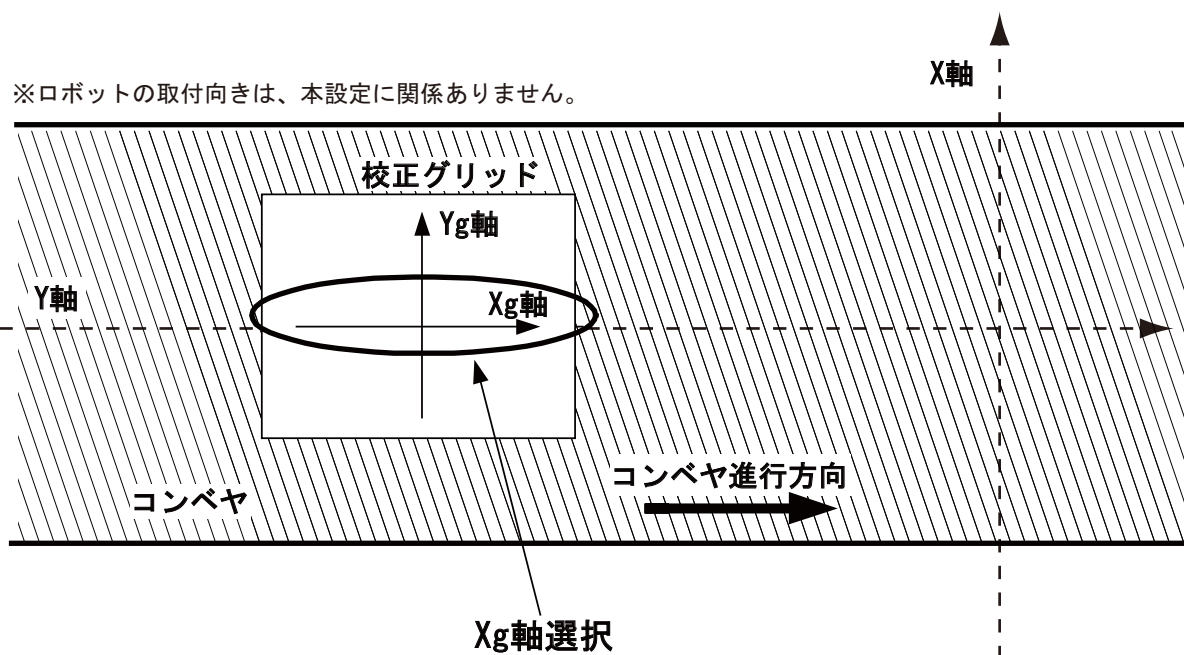 X軸
※ロボットの取付向きは、本設定に関係ありません。
校正グリッド
Yg軸
Y軸
Xg軸
コンベヤ進行方向
コンベヤ
Xg軸選択